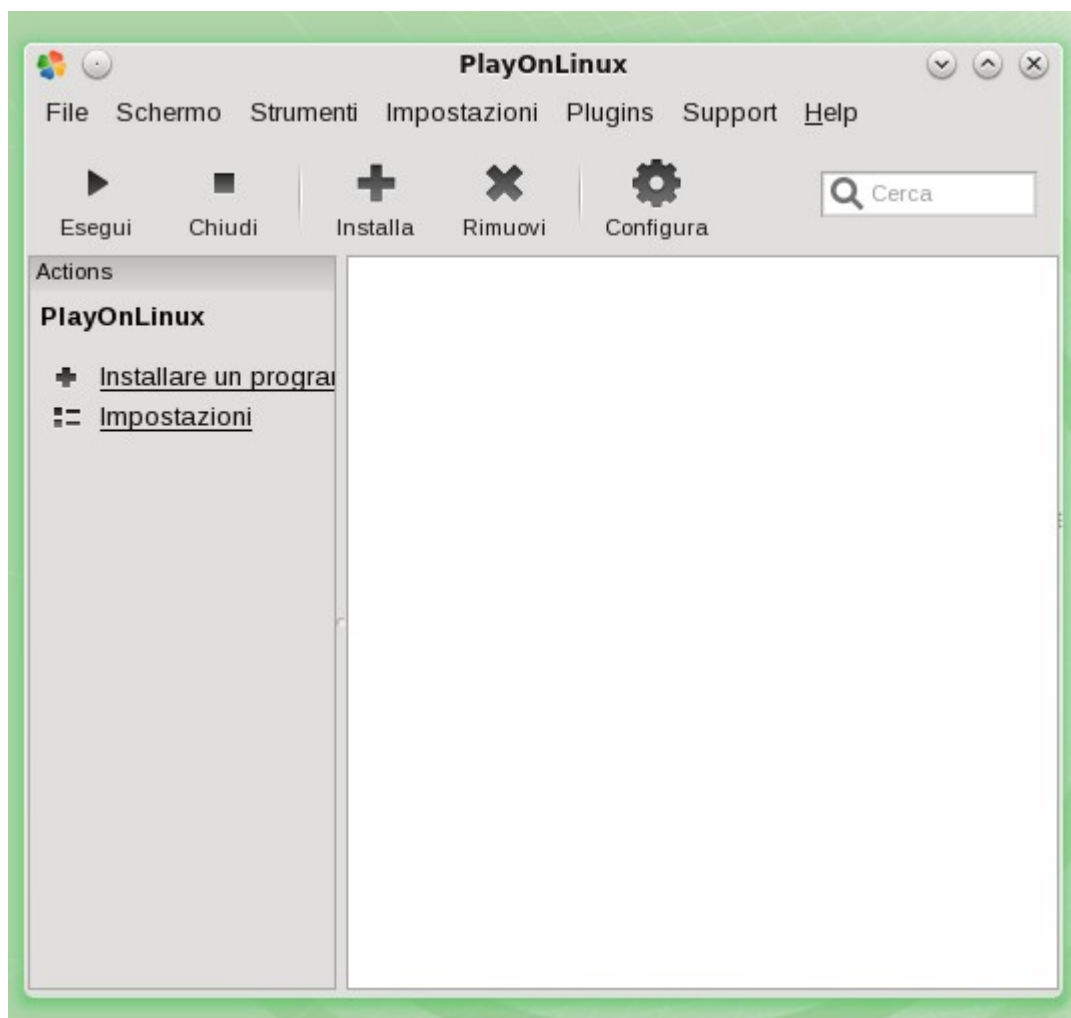 PlayOnLinux
File Schermo Strumenti Impostazioni Plugins Support Help
Esegui Chiudi Installa Rimuovi Configura Cerca
Actions
PlayOnLinux
Installare un progra
Impostazioni